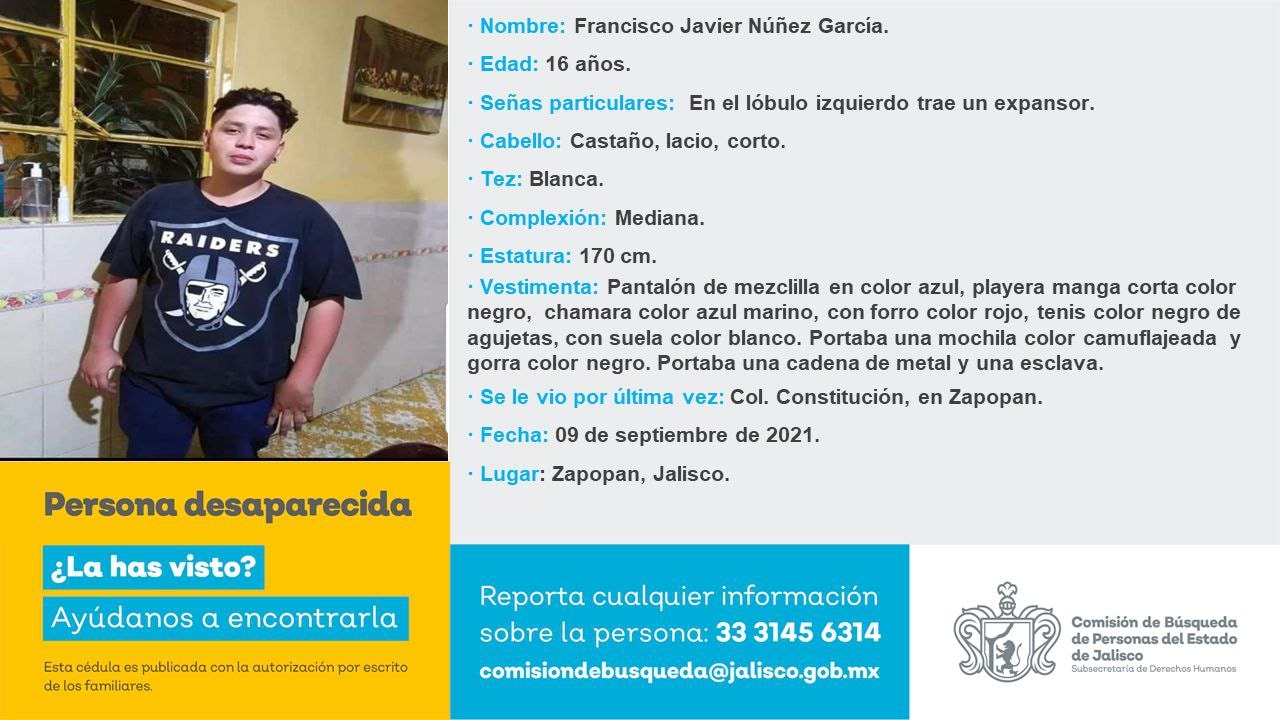 RAIDERS
· Nombre: Francisco Javier Núñez García.
· Edad: 16 años.
· Señas particulares: En el lóbulo izquierdo trae un expansor.
· Cabello: Castaño, lacio, corto.
· Tez: Blanca.
· Complexión: Mediana.
· Estatura: 170 cm.
· Vestimenta: Pantalón de mezclilla en color azul, playera manga corta color
negro, chamara color azul marino, con forro color rojo, tenis color negro de
agujetas, con suela color blanco. Portaba una mochila color camuflajeada y
gorra color negro. Portaba una cadena de metal y una esclava.
· Se le vio por última vez: Col. Constitución, en Zapopan.
· Fecha: 09 de septiembre de 2021.
· Lugar: Zapopan, Jalisco.
Persona desaparecida
¿La has visto?
Ayúdanos a encontrarla
Esta cédula es publicada con la autorización por escrito
de los familiares.
Reporta cualquier información
sobre la persona: 33 3145 6314
comisiondebusqueda@jalisco.gob.mx
Comisión de Búsqueda
de Personas del Estado
de Jalisco
Subsecretaría de Derechos Humanos